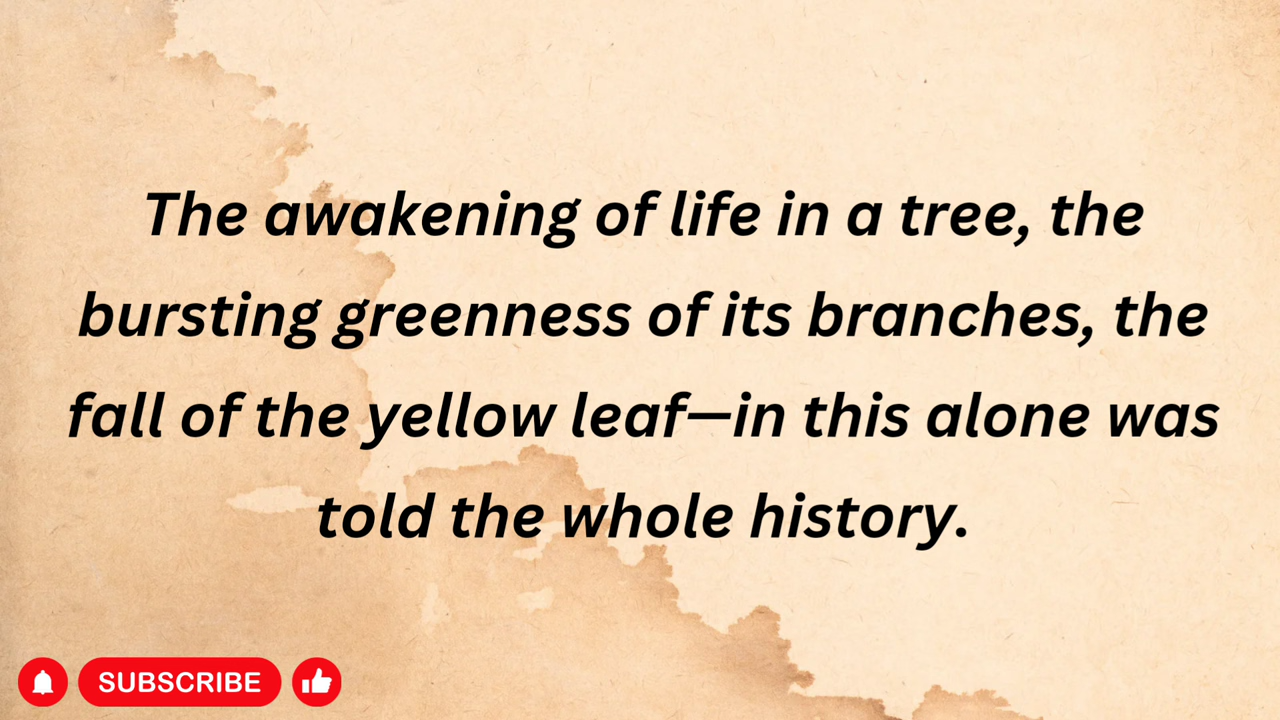 The awakening of life in a tree, the
bursting greenness of its branches, the
fall of the yellow leaf—in this alone was
told the whole history.
SUBSCRIBE